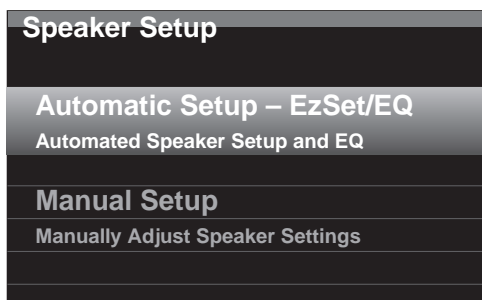 Speaker Setup
Automatic Setup – EzSet/EQ
Automated Speaker Setup and EQ
Manual Setup
Manually Adjust Speaker Settings